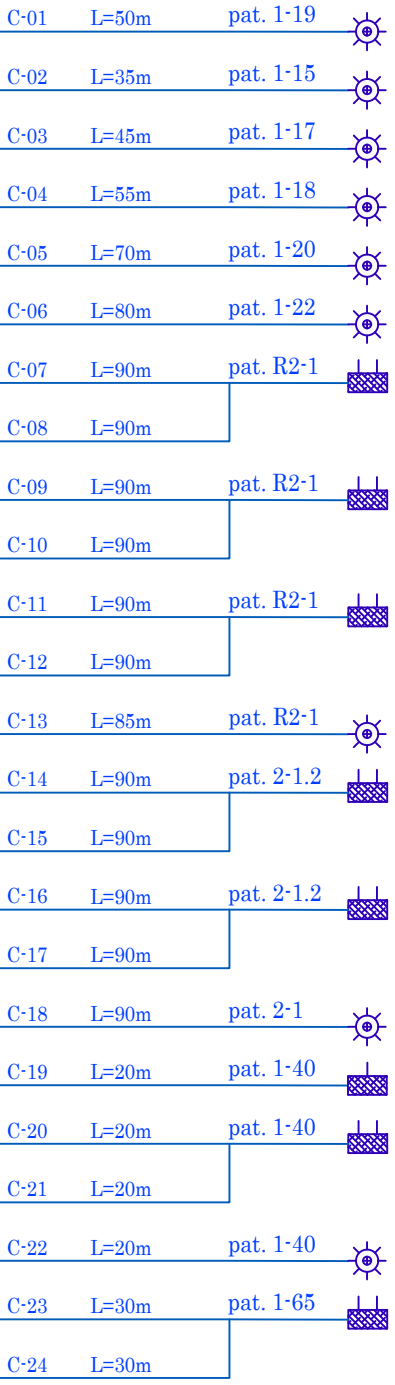 C-01 L=50m pat. 1-19
C-02 L=35m pat. 1-15
C-03 L=45m pat. 1-17
C-04 L=55m pat. 1-18
C-05 L=70m pat. 1-20
C-06 L=80m pat. 1-22
C-07 L=90m pat. R2-1
C-08 L=90m
C-09 L=90m pat. R2-1
C-10 L=90m
C-11 L=90m pat. R2-1
C-12 L=90m
C-13 L=85m pat. R2-1
C-14 L=90m pat. 2-1.2
C-15 L=90m
C-16 L=90m pat. 2-1.2
C-17 L=90m
C-18 L=90m pat. 2-1
C-19 L=20m pat. 1-40
C-20 L=20m pat. 1-40
C-21 L=20m
C-22 L=20m pat. 1-40
C-23 L=30m pat. 1-65
C-24 L=30m